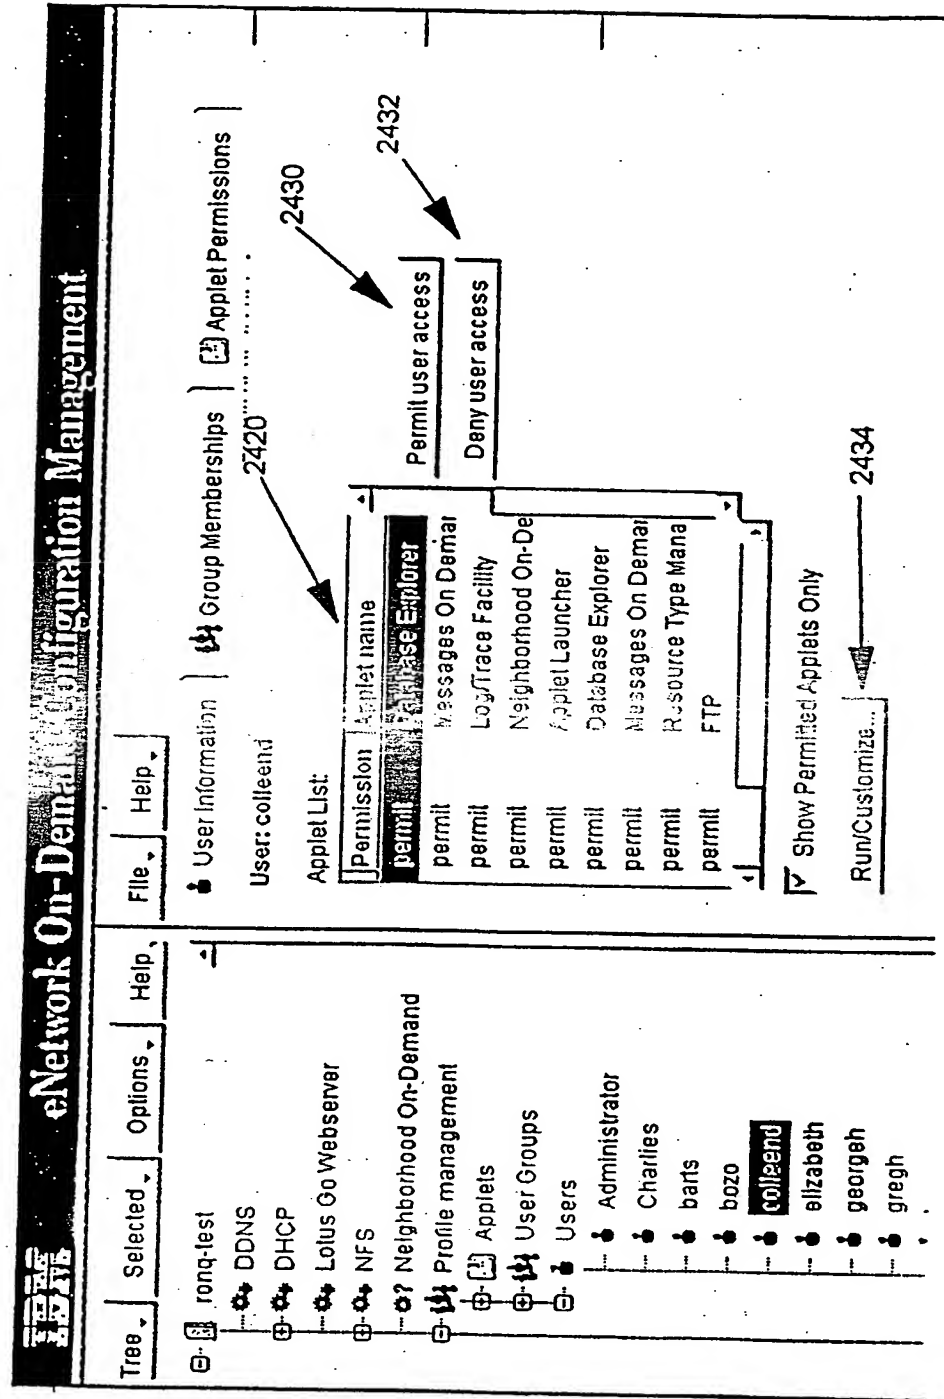 IBM eNetwork On-Demand Configuration Management
Tree Selected Options Help
File Help
ronq-test
DDNS
DHCP
Lotus Go Webserver
NFS
Neighborhood On-Demand
Profile management
Applets
User Groups
Users
Administrator
Charlies
barts
bozo
colleend
elizabeth
georgeh
gregh
User Information Group Memberships Applet Permissions
User: colleend
2420
Applet List:
Permission Applet name
permit Database Explorer
permit Messages On Deman
permit Log/Trace Facility
permit Neighborhood On-De
permit Applet Launcher
permit Database Explorer
permit Messages On Deman
permit Resource Type Mana
permit FTP
2430
Permit user access
2432
Deny user access
Show Permitted Applets Only
Run/Customize...
2434